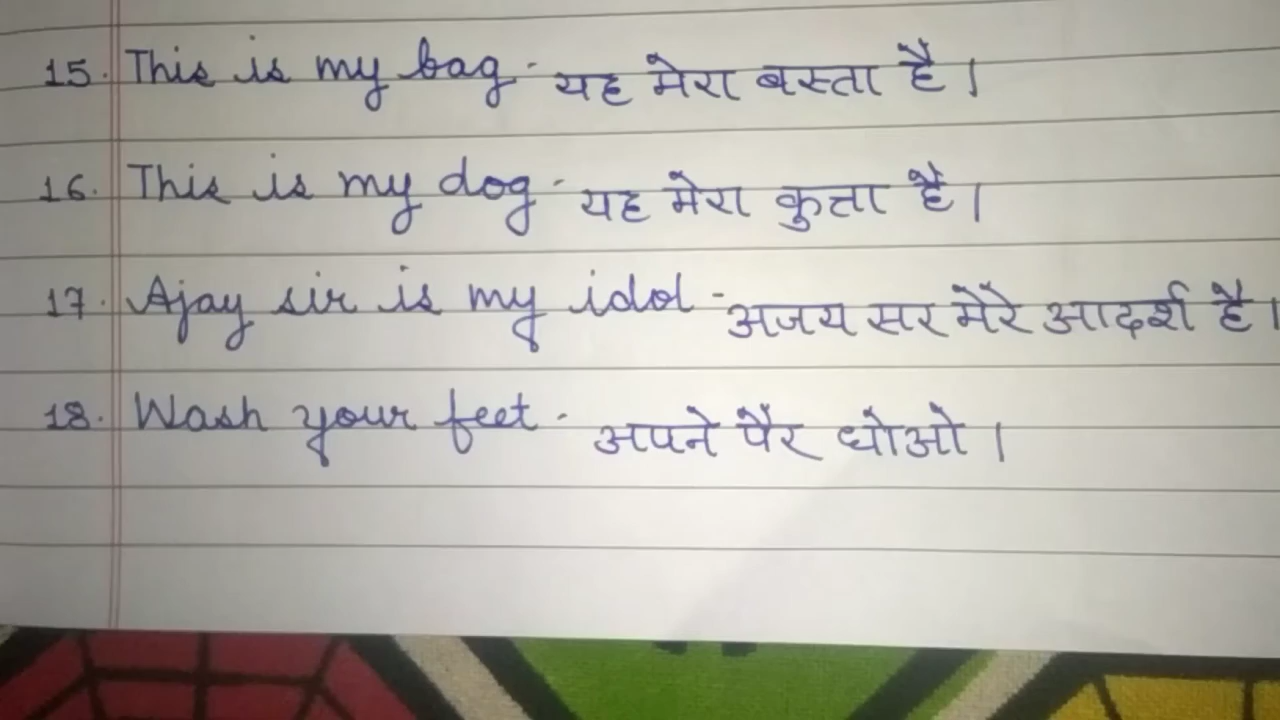 15. This is my bag - यह मेरा बस्ता है।
16. This is my dog - यह मेरा कुत्ता है।
17. Ajay sir is my idol - अजय सर मेरे आदर्श है।
18. Wash your feet - अपने पैर धोओ।